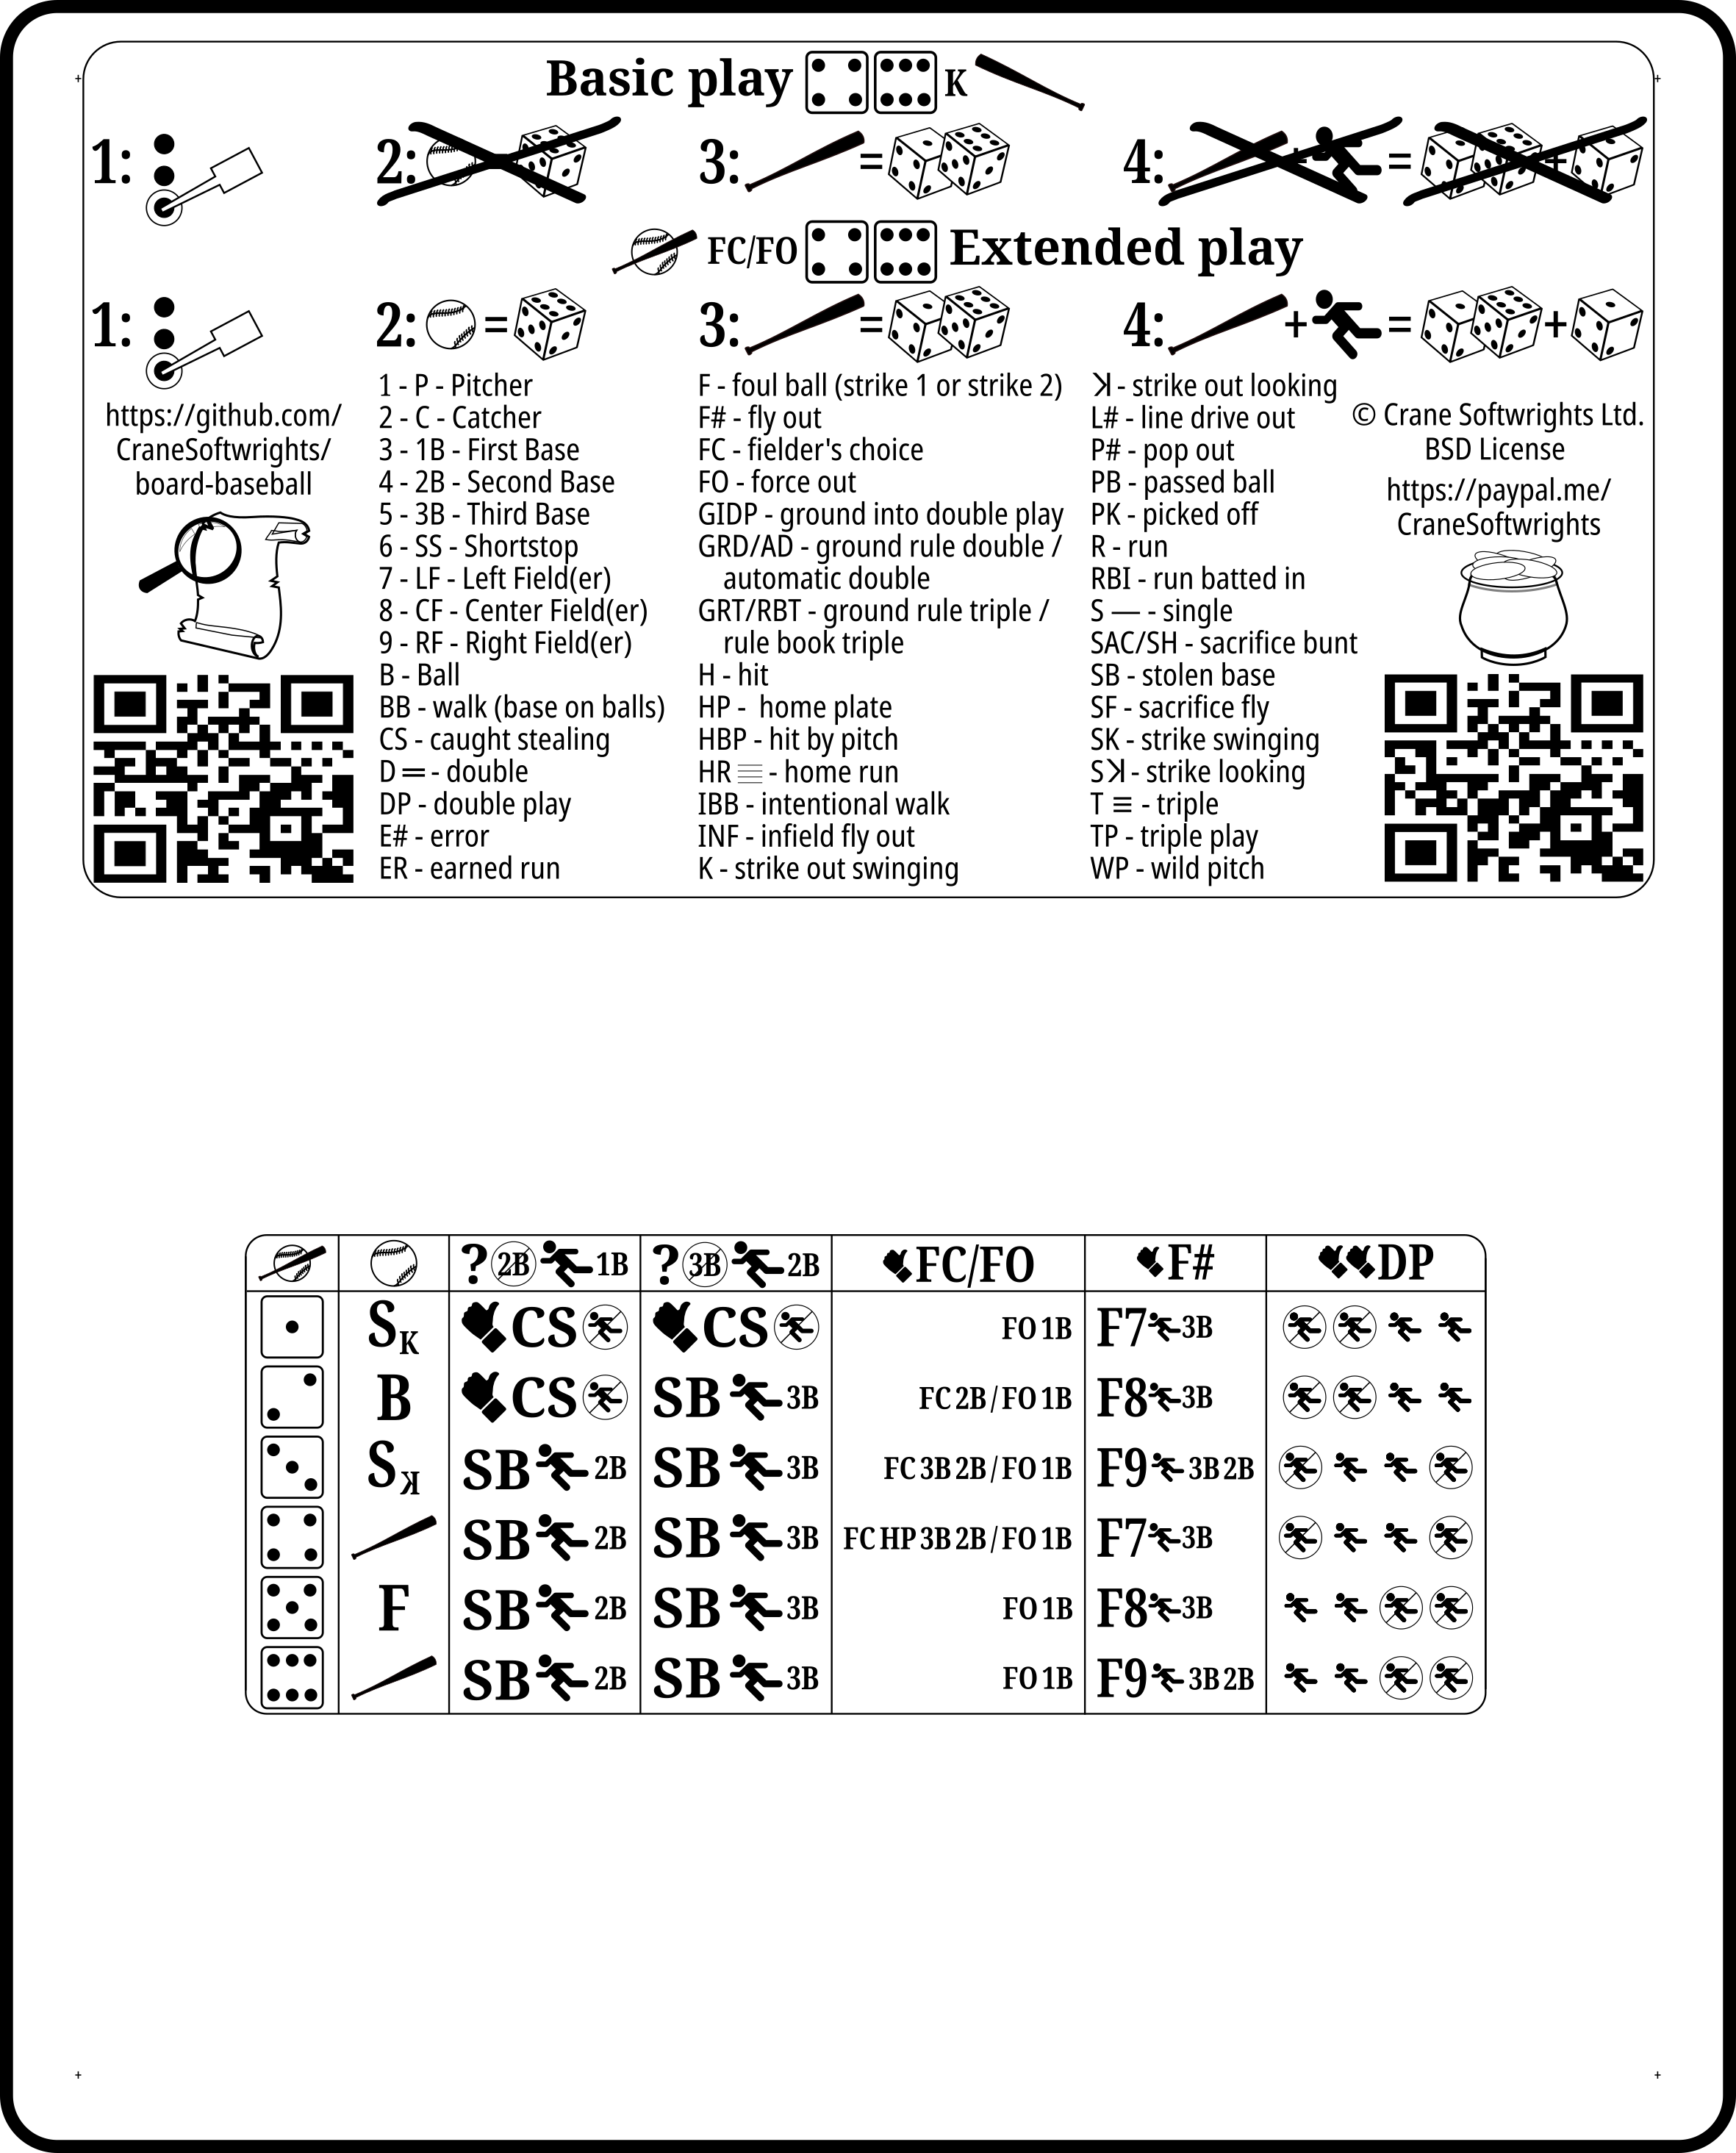 Basic play K
1: 2: = 3: = 4: + = +
FC/FO Extended play
1: 2: = 3: = 4: + = +
https://github.com/
CraneSoftwrights/
board-baseball
1 - P - Pitcher
2 - C - Catcher
3 - 1B - First Base
4 - 2B - Second Base
5 - 3B - Third Base
6 - SS - Shortstop
7 - LF - Left Field(er)
8 - CF - Center Field(er)
9 - RF - Right Field(er)
B - Ball
BB - walk (base on balls)
CS - caught stealing
D = - double
DP - double play
E# - error
ER - earned run
F - foul ball (strike 1 or strike 2)
F# - fly out
FC - fielder's choice
FO - force out
GIDP - ground into double play
GRD/AD - ground rule double /
automatic double
GRT/RBT - ground rule triple /
rule book triple
H - hit
HP - home plate
HBP - hit by pitch
HR - home run
IBB - intentional walk
INF - infield fly out
K - strike out swinging
ꓘ - strike out looking
L# - line drive out
P# - pop out
PB - passed ball
PK - picked off
R - run
RBI - run batted in
S — - single
SAC/SH - sacrifice bunt
SB - stolen base
SF - sacrifice fly
SK - strike swinging
Sꓘ - strike looking
T ≡ - triple
TP - triple play
WP - wild pitch
© Crane Softwrights Ltd.
BSD License
https://paypal.me/
CraneSoftwrights
? 2B 1B ? 3B 2B FC/FO F# DP
SK CS CS FO 1B F7 3B
B CS SB 3B FC 2B / FO 1B F8 3B
Sꓘ SB 2B SB 3B FC 3B 2B / FO 1B F9 3B 2B
SB 2B SB 3B FC HP 3B 2B / FO 1B F7 3B
F SB 2B SB 3B FO 1B F8 3B
SB 2B SB 3B FO 1B F9 3B 2B